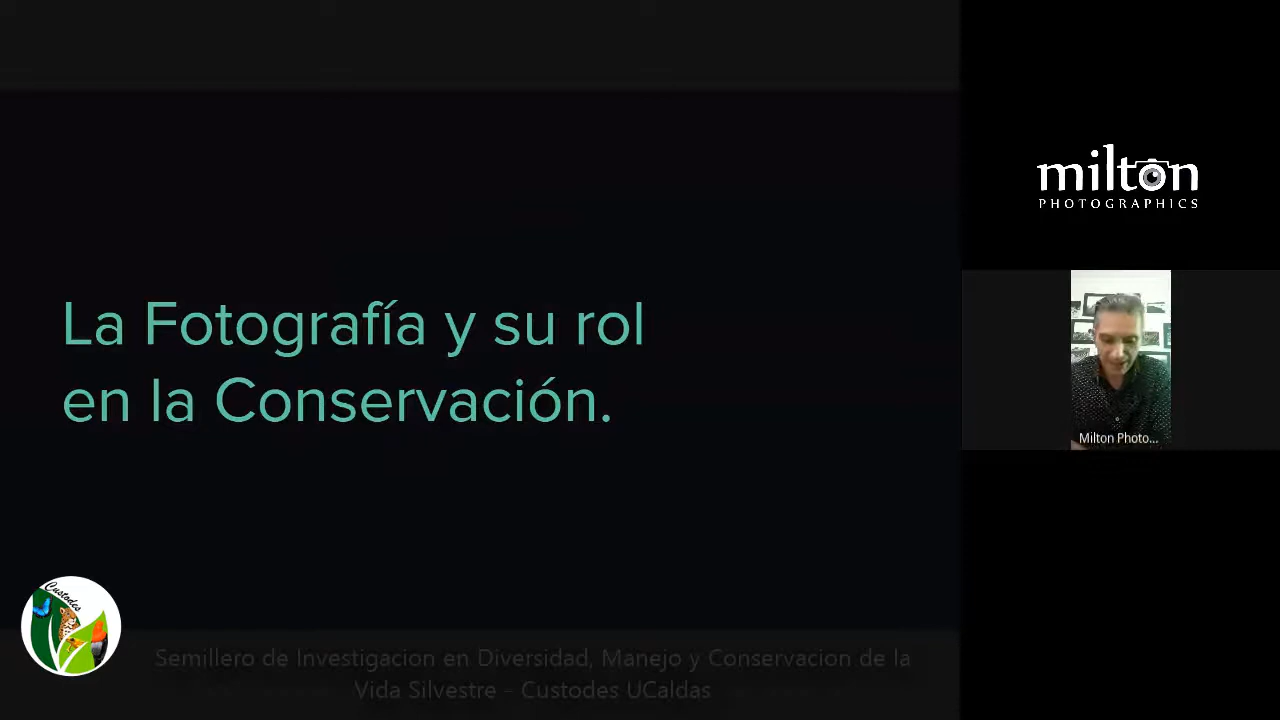 La Fotografía y su rol
en la Conservación.
milton
PHOTOGRAPHICS
Milton Photo...
Custodes
Semillero de Investigacion en Diversidad, Manejo y Conservacion de la
Vida Silvestre - Custodes UCaldas